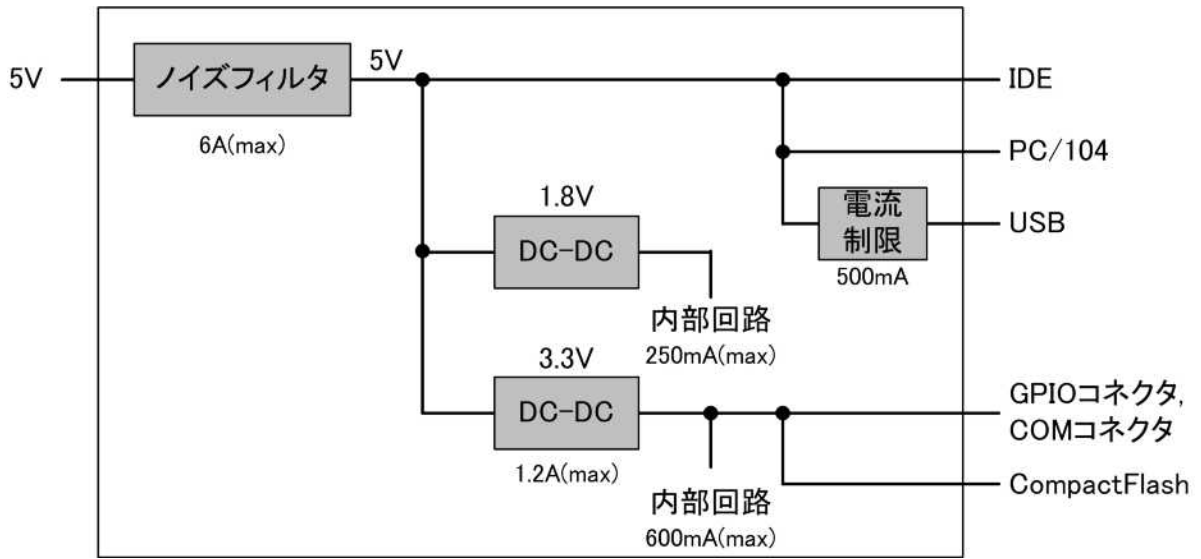 5V
ノイズフィルタ
5V
6A(max)
IDE
PC/104
電流
制限
500mA
USB
1.8V
DC-DC
内部回路
250mA(max)
3.3V
DC-DC
1.2A(max)
内部回路
600mA(max)
GPIOコネクタ,
COMコネクタ
CompactFlash